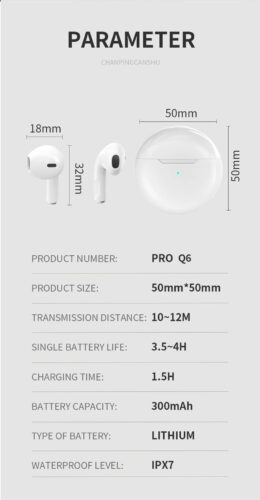 PARAMETER
CHANPINGCANSHU
50mm
18mm
32mm
50mm
PRODUCT NUMBER: PRO Q6
PRODUCT SIZE: 50mm*50mm
TRANSMISSION DISTANCE: 10~12M
SINGLE BATTERY LIFE: 3.5~4H
CHARGING TIME: 1.5H
BATTERY CAPACITY: 300mAh
TYPE OF BATTERY: LITHIUM
WATERPROOF LEVEL: IPX7